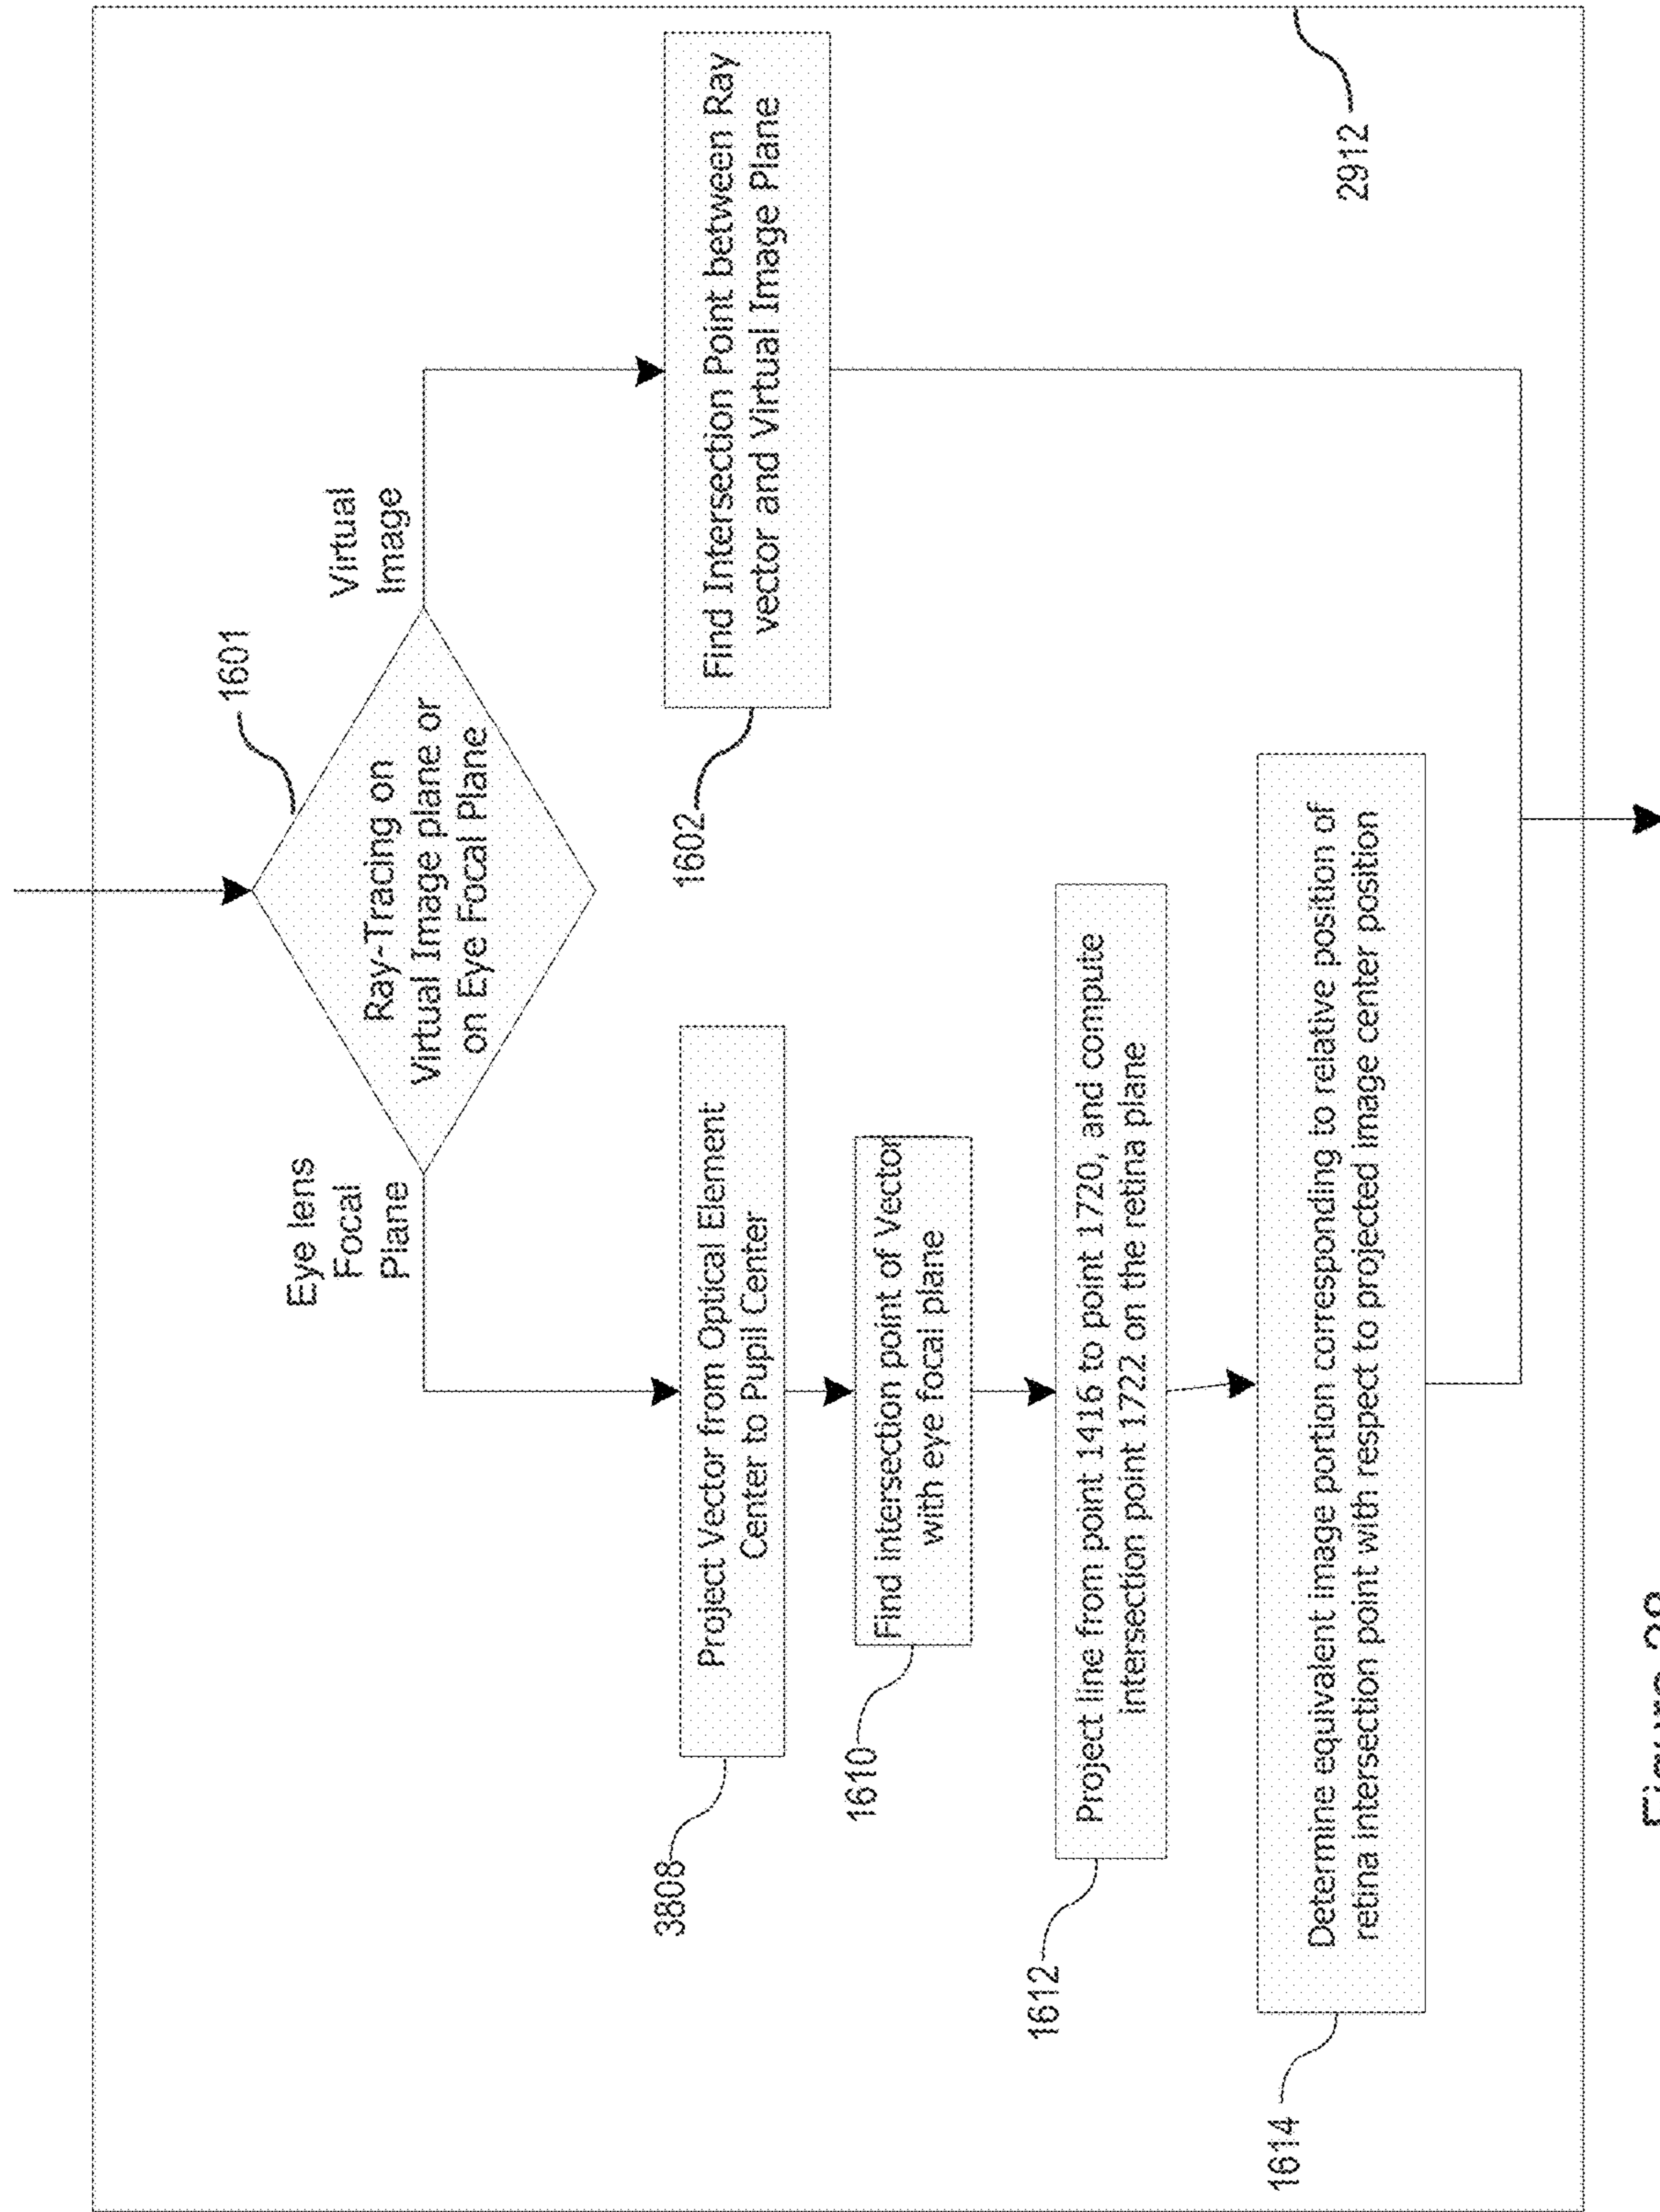 1601
Ray-Tracing on
Virtual Image plane or
on Eye Focal Plane
Eye lens
Focal
Plane
Virtual
Image
3808
Project Vector from Optical Element
Center to Pupil Center
1602
Find Intersection Point between Ray
vector and Virtual Image Plane
1610
Find intersection point of Vector
with eye focal plane
1612
Project line from point 1416 to point 1720, and compute
intersection point 1722 on the retina plane
1614
Determine equivalent image portion corresponding to relative position of
retina intersection point with respect to projected image center position
2912
Figure